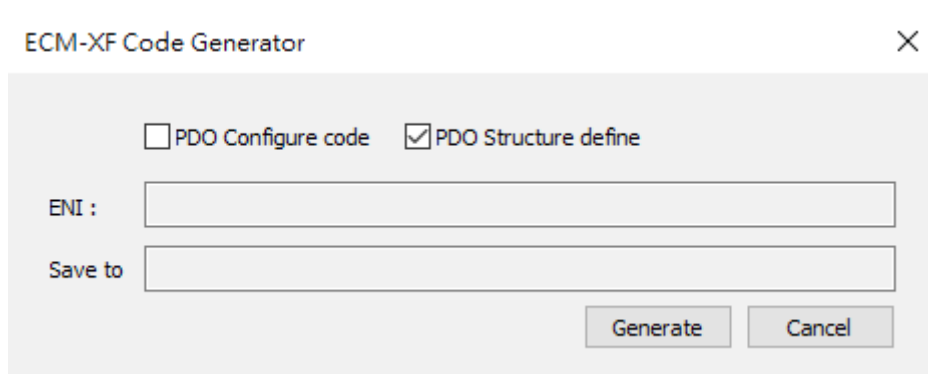 ECM-XF Code Generator
PDO Configure code PDO Structure define
ENI :
Save to
Generate Cancel